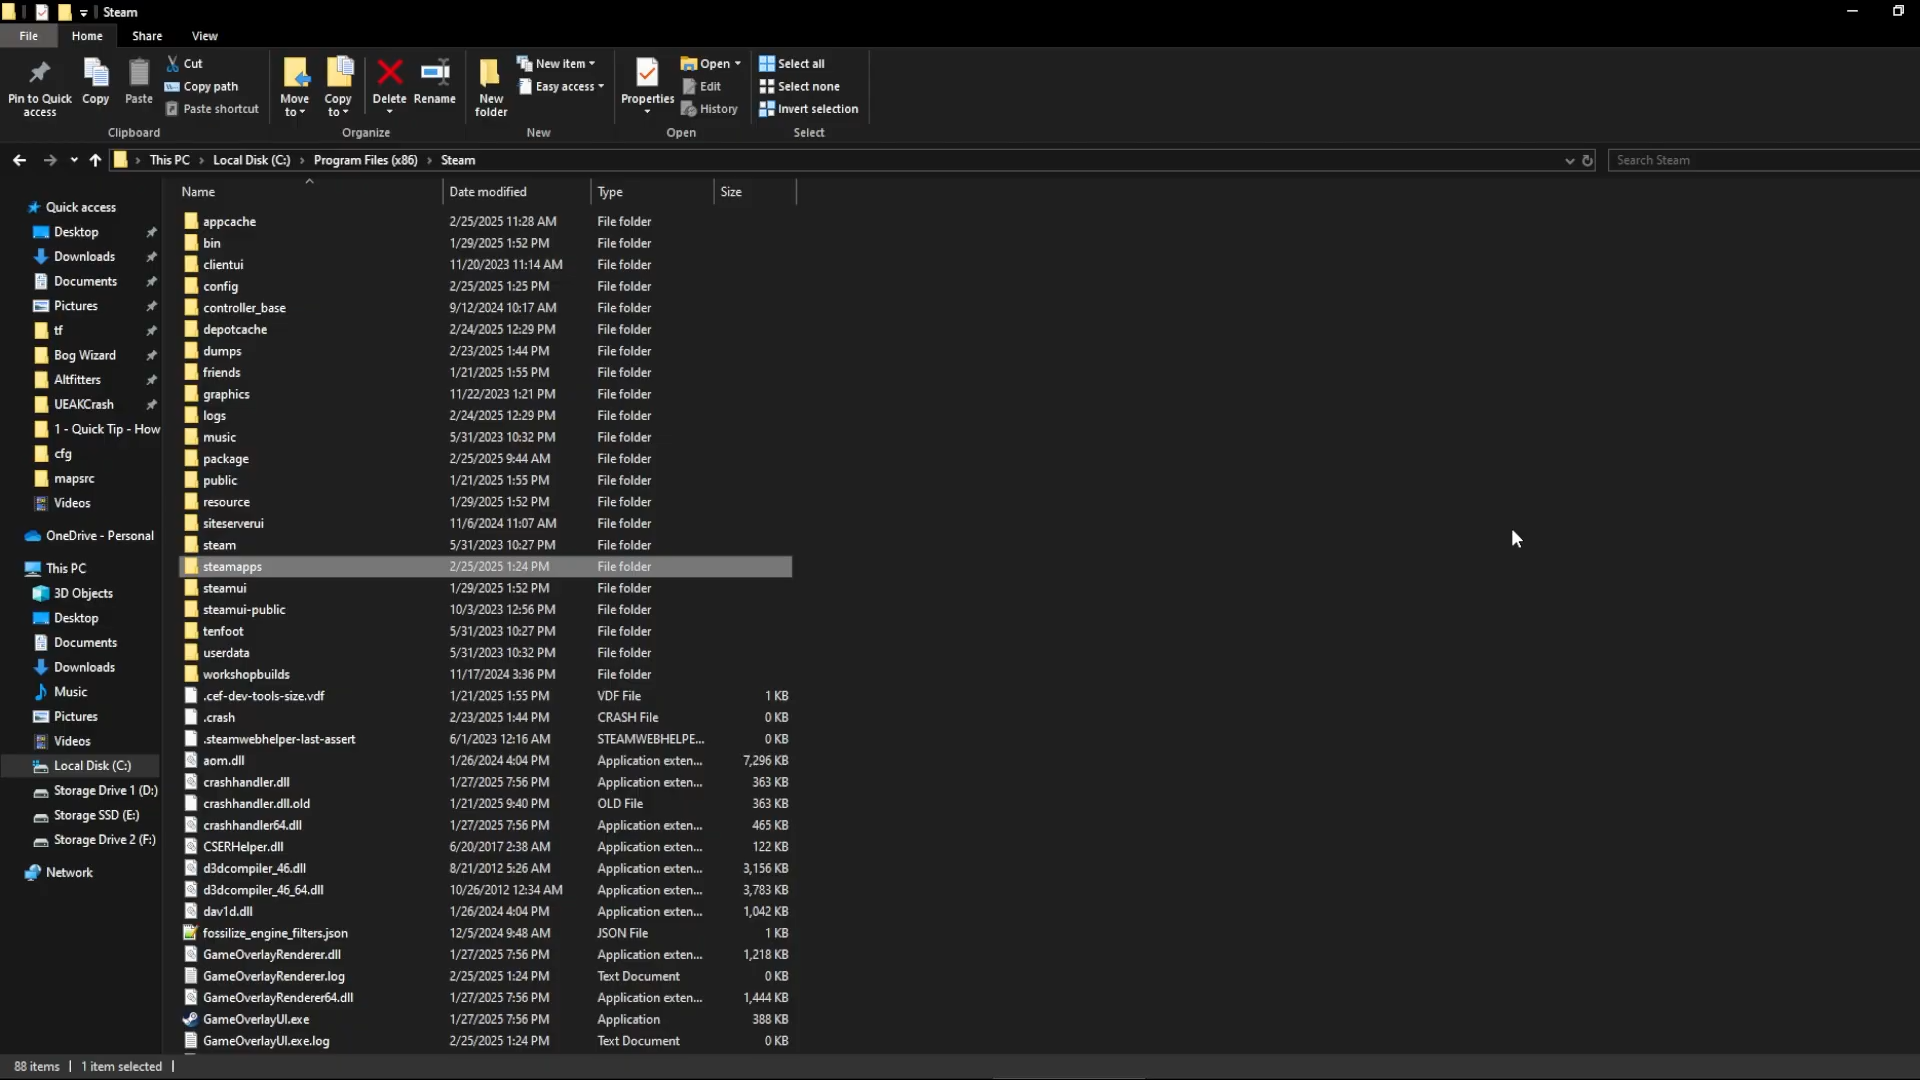 Steam
File Home Share View
Pin to Quick access
Copy
Paste
Cut
Copy path
Paste shortcut
Clipboard
Move to
Copy to
Delete
Rename
Organize
New folder
New item
Easy access
New
Properties
Open
Edit
History
Open
Select all
Select none
Invert selection
Select
This PC > Local Disk (C:) > Program Files (x86) > Steam
Search Steam
Quick access
Desktop
Downloads
Documents
Pictures
tf
Bog Wizard
Altfitters
UEAKCrash
1 - Quick Tip - How
cfg
mapsrc
Videos
OneDrive - Personal
This PC
3D Objects
Desktop
Documents
Downloads
Music
Pictures
Videos
Local Disk (C:)
Storage Drive 1 (D:)
Storage SSD (E:)
Storage Drive 2 (F:)
Network
Name Date modified Type Size
appcache 2/25/2025 11:28 AM File folder
bin 1/29/2025 1:52 PM File folder
clientui 11/20/2023 11:14 AM File folder
config 2/25/2025 1:25 PM File folder
controller_base 9/12/2024 10:17 AM File folder
depotcache 2/24/2025 12:29 PM File folder
dumps 2/23/2025 1:44 PM File folder
friends 1/21/2025 1:55 PM File folder
graphics 11/22/2023 1:21 PM File folder
logs 2/24/2025 12:29 PM File folder
music 5/31/2023 10:32 PM File folder
package 2/25/2025 9:44 AM File folder
public 1/21/2025 1:55 PM File folder
resource 1/29/2025 1:52 PM File folder
siteserverui 11/6/2024 11:07 AM File folder
steam 5/31/2023 10:27 PM File folder
steamapps 2/25/2025 1:24 PM File folder
steamui 1/29/2025 1:52 PM File folder
steamui-public 10/3/2023 12:56 PM File folder
tenfoot 5/31/2023 10:27 PM File folder
userdata 5/31/2023 10:32 PM File folder
workshopbuilds 11/17/2024 3:36 PM File folder
.cef-dev-tools-size.vdf 1/21/2025 1:55 PM VDF File 1 KB
.crash 2/23/2025 1:44 PM CRASH File 0 KB
.steamwebhelper-last-assert 6/1/2023 12:16 AM STEAMWEBHELPE... 0 KB
aom.dll 1/26/2024 4:04 PM Application exten... 7,296 KB
crashhandler.dll 1/27/2025 7:56 PM Application exten... 363 KB
crashhandler.dll.old 1/21/2025 9:40 PM OLD File 363 KB
crashhandler64.dll 1/27/2025 7:56 PM Application exten... 465 KB
CSERHelper.dll 6/20/2017 2:38 AM Application exten... 122 KB
d3dcompiler_46.dll 8/21/2012 5:26 AM Application exten... 3,156 KB
d3dcompiler_46_64.dll 10/26/2012 12:34 AM Application exten... 3,783 KB
dav1d.dll 1/26/2024 4:04 PM Application exten... 1,042 KB
fossilize_engine_filters.json 12/5/2024 9:48 AM JSON File 1 KB
GameOverlayRenderer.dll 1/27/2025 7:56 PM Application exten... 1,218 KB
GameOverlayRenderer.log 2/25/2025 1:24 PM Text Document 0 KB
GameOverlayRenderer64.dll 1/27/2025 7:56 PM Application exten... 1,444 KB
GameOverlayUI.exe 1/27/2025 7:56 PM Application 388 KB
GameOverlayUI.exe.log 2/25/2025 1:24 PM Text Document 0 KB
88 items | 1 item selected |